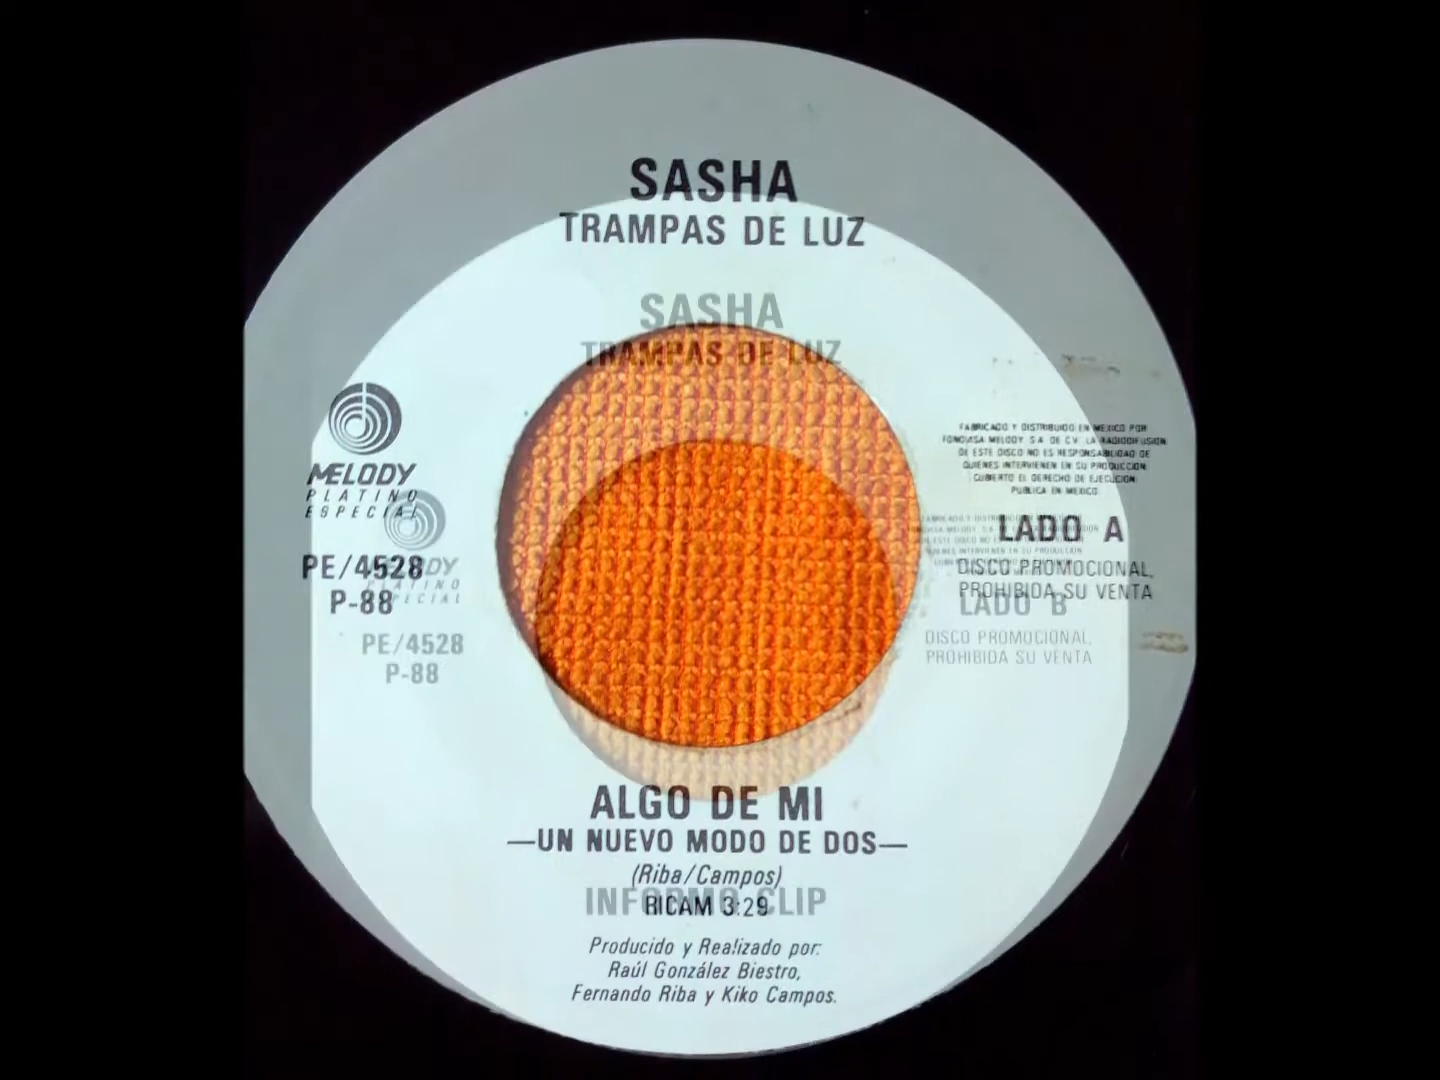 SASHA
TRAMPAS DE LUZ
SASHA
TRAMPAS DE LUZ
MELODY
PLATINO
ESPECIAL
PE/4528
P-88
FABRICADO Y DISTRIBUIDO EN MEXICO POR
FONOVISA MELODY S.A. DE C.V. LA RADIODIFUSION
DE ESTE DISCO NO ES RESPONSABILIDAD DE
QUIENES INTERVIENEN EN SU PRODUCCION
CUBIERTO EL DERECHO DE EJECUCION
PUBLICA EN MEXICO
LADO A
DISCO PROMOCIONAL,
PROHIBIDA SU VENTA
PLATINO
PE/4528
P-88
LADO B
DISCO PROMOCIONAL,
PROHIBIDA SU VENTA
ALGO DE MI
—UN NUEVO MODO DE DOS—
(Riba/Campos)
RICAM 3:29
INFORMO CLIP
Producido y Realizado por:
Raúl González Biestro,
Fernando Riba y Kiko Campos.